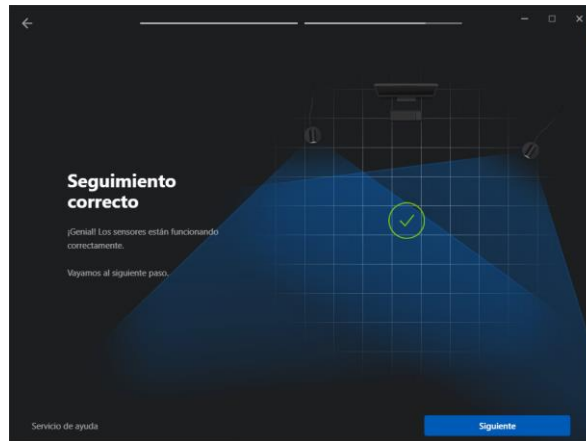 Seguimiento
correcto
¡Genial! Los sensores están funcionando
correctamente.
Vayamos al siguiente paso.
Servicio de ayuda
Siguiente